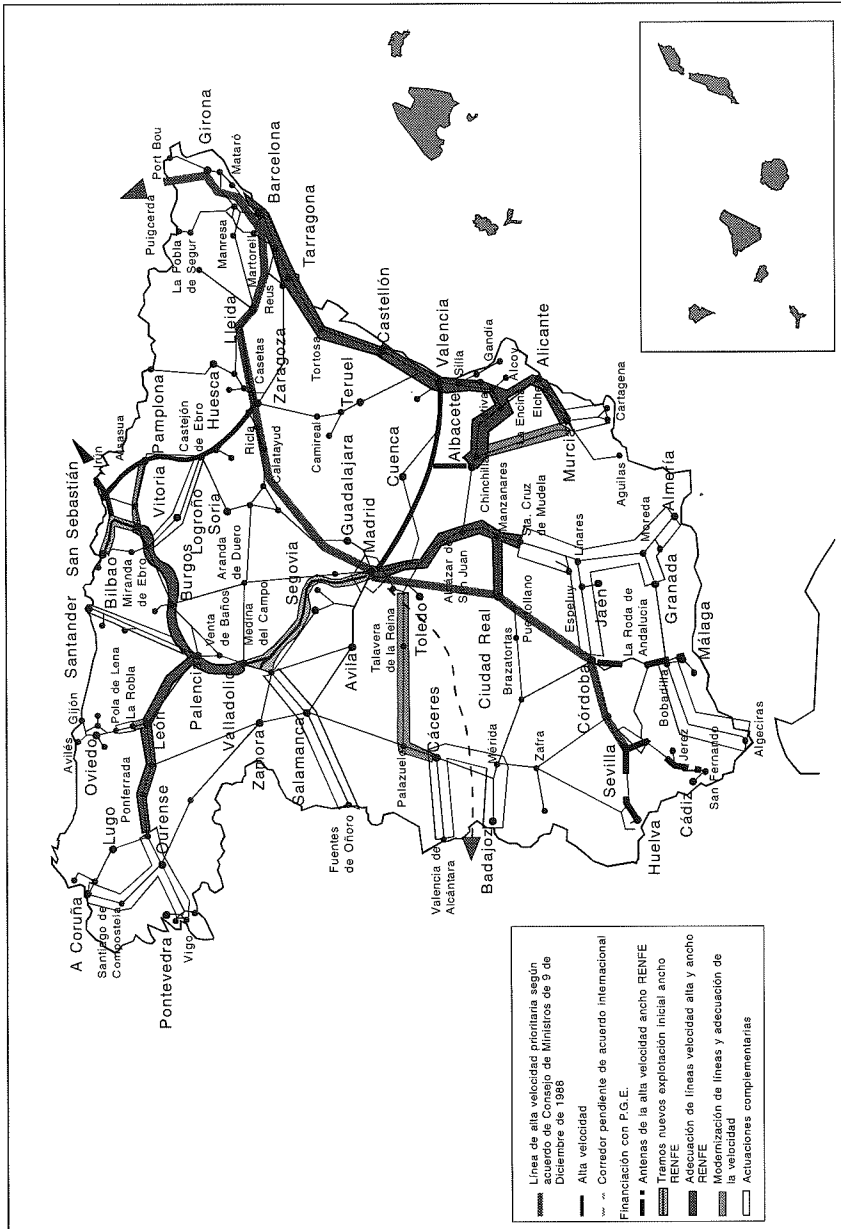 Línea de alta velocidad prioritaria según
acuerdo de Consejo de Ministros de 9 de
Diciembre de 1988
Alta velocidad
Corredor pendiente de acuerdo internacional
Financiación con P.G.E.
Antenas de la alta velocidad ancho RENFE
Tramos nuevos explotación inicial ancho
RENFE
Adecuación de líneas velocidad alta y ancho
RENFE
Modernización de líneas y adecuación de
la velocidad
Actuaciones complementarias
A Coruña
Santiago de
Compostela
Lugo
Pontevedra
Vigo
Ourense
Ponferrada
Avilés
Gijón
Oviedo
Pola de Lena
La Robla
León
Santander
Palencia
Venta
de Baños
Valladolid
Medina
del Campo
Zamora
Salamanca
Fuentes
de Oñoro
Avila
Segovia
Bilbao
Miranda
de Ebro
Burgos
San Sebastián
Irún
Alsasua
Vitoria
Pamplona
Logroño
Castejón
de Ebro
Soria
Aranda
de Duero
Huesca
Casetas
Zaragoza
Ricla
Calatayud
Camireal
Teruel
Guadalajara
Madrid
Cuenca
Toledo
Talavera
de la Reina
Palazuelo
Cáceres
Valencia de
Alcántara
Badajoz
Mérida
Zafra
Puigcerdá
La Pobla
de Segur
Port Bou
Girona
Mataró
Manresa
Martorell
Barcelona
Lleida
Reus
Tarragona
Tortosa
Castellón
Valencia
Silla
Gandía
Alcoy
La Encina
Alicante
Elche
Albacete
Chinchilla
Murcia
Cartagena
Aguilas
Alcázar de
San Juan
Manzanares
Sta. Cruz
de Mudela
Ciudad Real
Puertollano
Brazatortas
Linares
Espeluy
Jaén
Córdoba
La Roda de
Andalucía
Moreda
Almería
Granada
Bobadilla
Málaga
Sevilla
Huelva
Jerez
Cádiz
San
Fernando
Algeciras